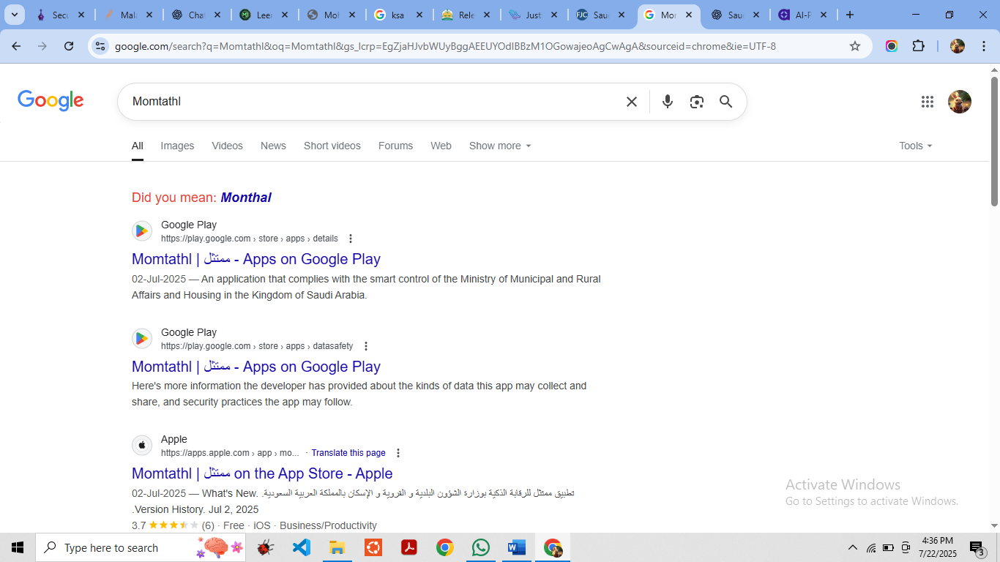 Secu
Mala
Chat
Leer
Moh
ksa
Rele
Just
Sauc
Mor
Sauc
AI-P
google.com/search?q=Momtathl&oq=Momtathl&gs_lcrp=EgZjaHJvbWUyBggAEEUYOdIBBzM1OGowajeoAgCwAgA&sourceid=chrome&ie=UTF-8
Google
Momtathl
All Images Videos News Short videos Forums Web Show more Tools
Did you mean: Monthal
Google Play
https://play.google.com › store › apps › details
Momtathl | ممتثل - Apps on Google Play
02-Jul-2025 — An application that complies with the smart control of the Ministry of Municipal and Rural
Affairs and Housing in the Kingdom of Saudi Arabia.
Google Play
https://play.google.com › store › apps › datasafety
Momtathl | ممتثل - Apps on Google Play
Here's more information the developer has provided about the kinds of data this app may collect and
share, and security practices the app may follow.
Apple
https://apps.apple.com › app › mo... · Translate this page
Momtathl | ممتثل on the App Store - Apple
02-Jul-2025 — What's New. تطبيق ممتثل للرقابة الذكية بوزارة الشؤون البلدية و القروية و الإسكان بالمملكة العربية السعودية.
.Version History. Jul 2, 2025
3.7 (6) · Free · iOS · Business/Productivity
Activate Windows
Go to Settings to activate Windows.
Type here to search
4:36 PM
7/22/2025
3